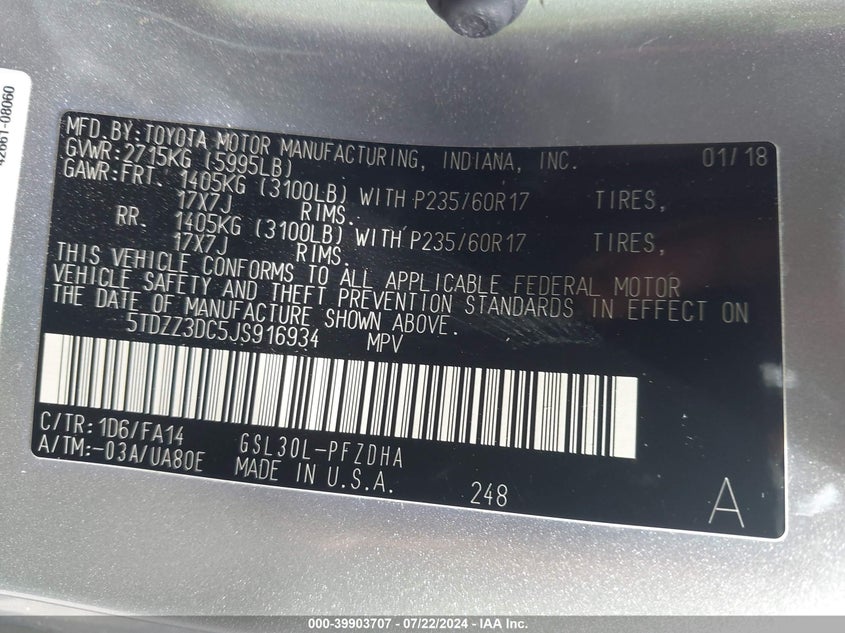 42661-08060
MFD.BY:TOYOTA MOTOR MANUFACTURING, INDIANA, INC. 01/18
GVWR:2715KG (5995LB)
GAWR:FRT. 1405KG (3100LB) WITH P235/60R17 TIRES,
17X7J RIMS.
RR. 1405KG (3100LB) WITH P235/60R17 TIRES,
17X7J RIMS.
THIS VEHICLE CONFORMS TO ALL APPLICABLE FEDERAL MOTOR
VEHICLE SAFETY AND THEFT PREVENTION STANDARDS IN EFFECT ON
THE DATE OF MANUFACTURE SHOWN ABOVE.
5TDZZ3DC5JS916934 MPV
C/TR:1D6/FA14 GSL30L-PFZDHA
A/TM:-03A/UA80E MADE IN U.S.A. 248 A
000-39903707 - 07/22/2024 - IAA Inc.